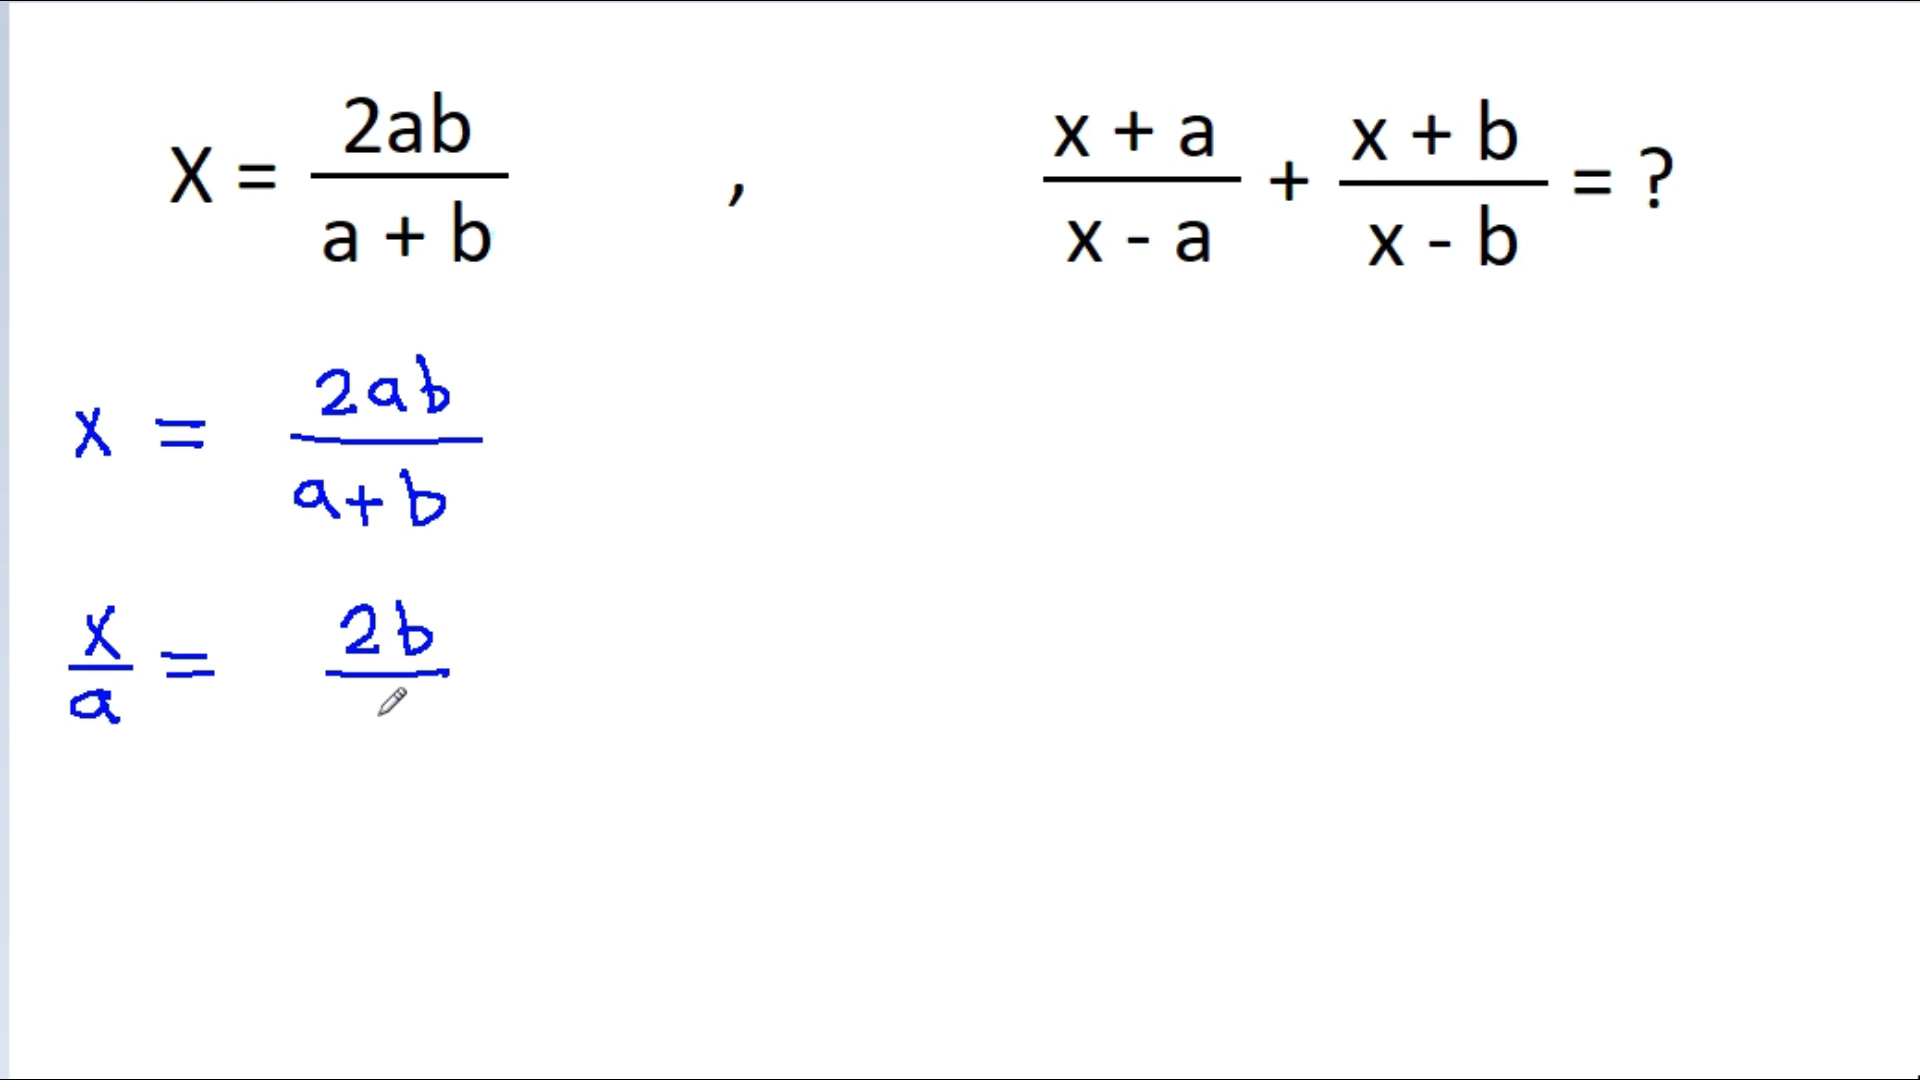 X = 2ab / a + b , x + a / x - a + x + b / x - b = ?
x = 2ab / a+b
x / a = 2b /